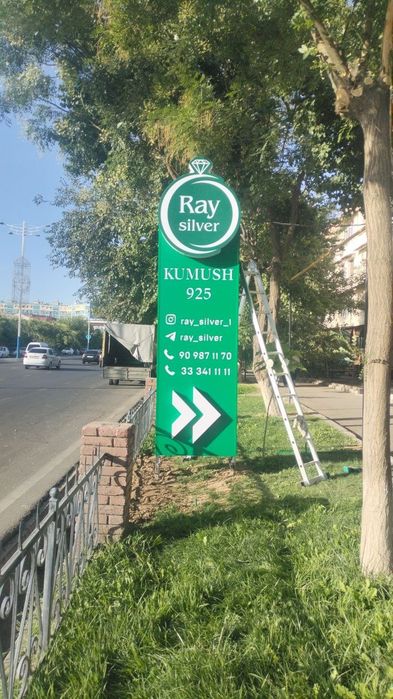 Ray
silver
KUMUSH
925
ray_silver_1
ray_silver
90 987 11 70
33 341 11 11